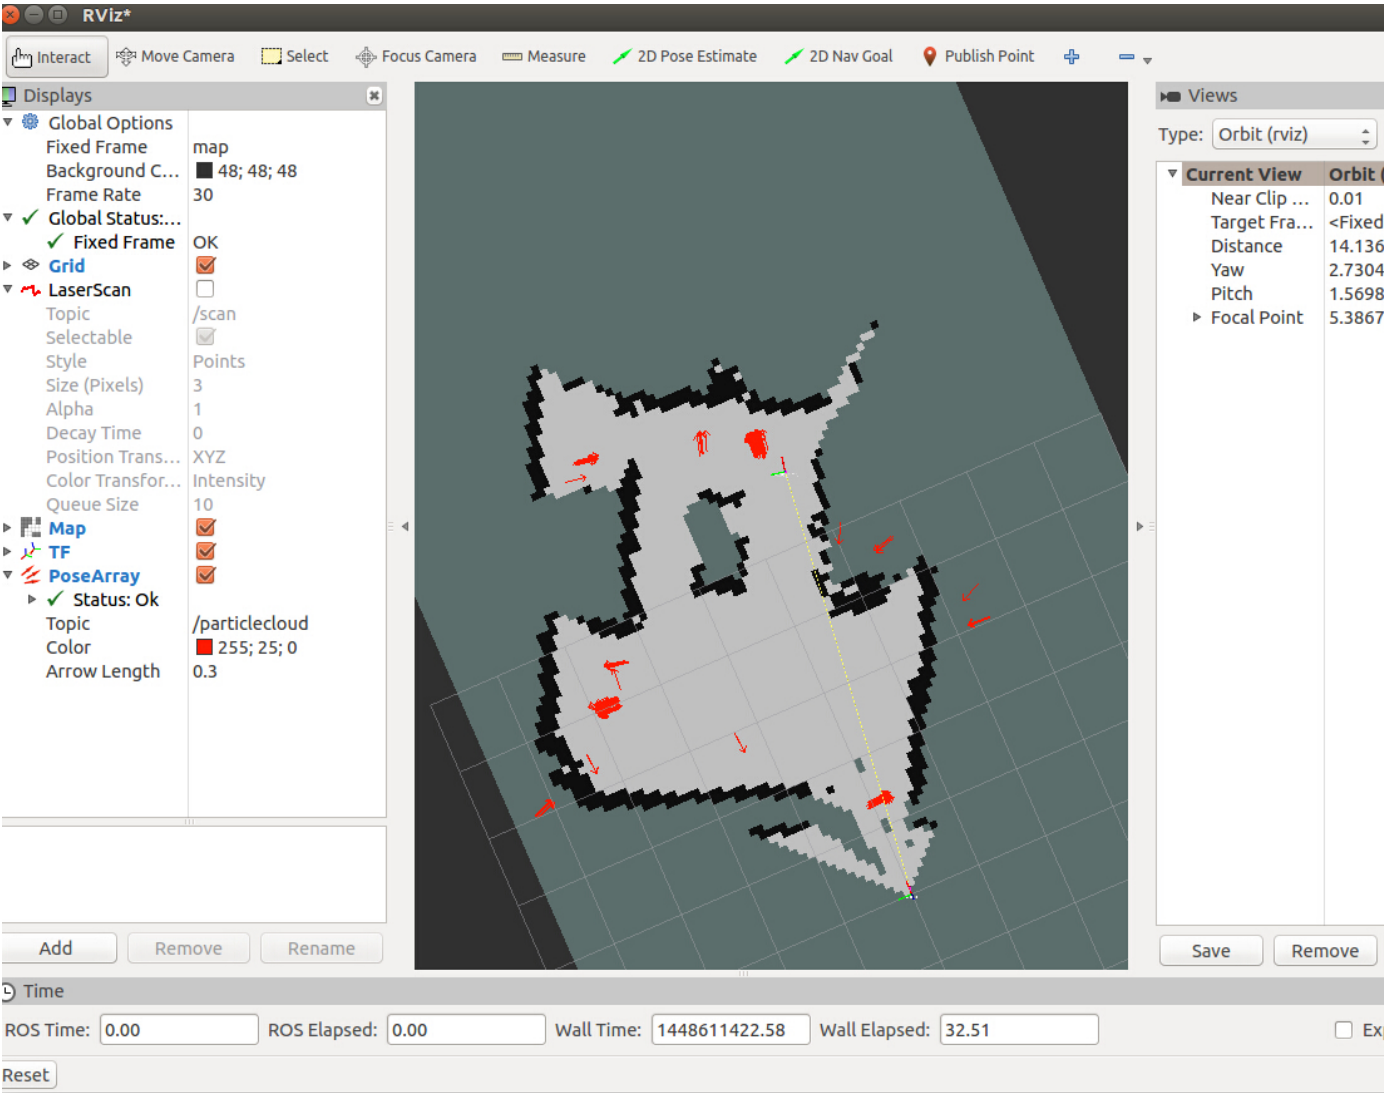 RViz*
Interact Move Camera Select Focus Camera Measure 2D Pose Estimate 2D Nav Goal Publish Point
Displays
Global Options
Fixed Frame map
Background C... 48; 48; 48
Frame Rate 30
Global Status:...
Fixed Frame OK
Grid
LaserScan
Topic /scan
Selectable
Style Points
Size (Pixels) 3
Alpha 1
Decay Time 0
Position Trans... XYZ
Color Transfor... Intensity
Queue Size 10
Map
TF
PoseArray
Status: Ok
Topic /particlecloud
Color 255; 25; 0
Arrow Length 0.3
Add Remove Rename
Views
Type: Orbit (rviz)
Current View Orbit (
Near Clip ... 0.01
Target Fra... <Fixed
Distance 14.136
Yaw 2.7304
Pitch 1.5698
Focal Point 5.3867
Save Remove
Time
ROS Time: 0.00 ROS Elapsed: 0.00 Wall Time: 1448611422.58 Wall Elapsed: 32.51 Ex
Reset